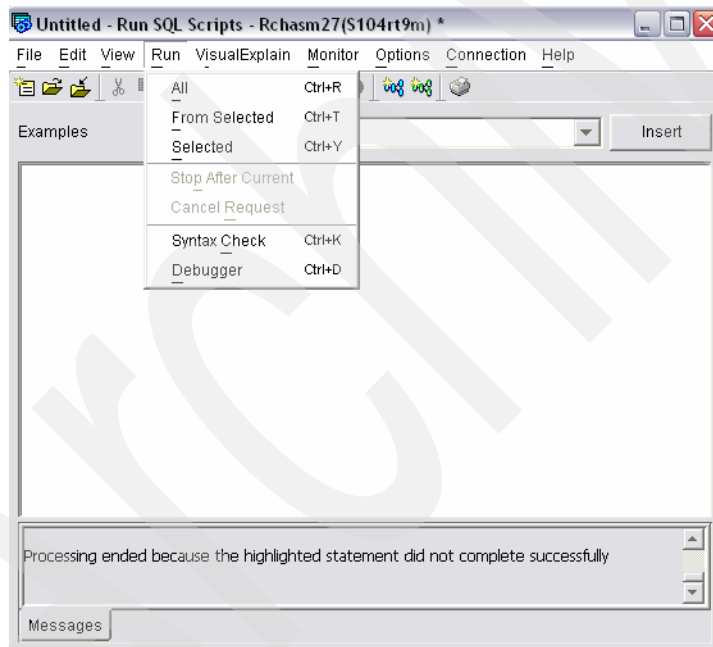 Untitled - Run SQL Scripts - Rchasm27(S104rt9m) *
File Edit View Run VisualExplain Monitor Options Connection Help
Examples
Insert
All Ctrl+R
From Selected Ctrl+T
Selected Ctrl+Y
Stop After Current
Cancel Request
Syntax Check Ctrl+K
Debugger Ctrl+D
Processing ended because the highlighted statement did not complete successfully
Messages